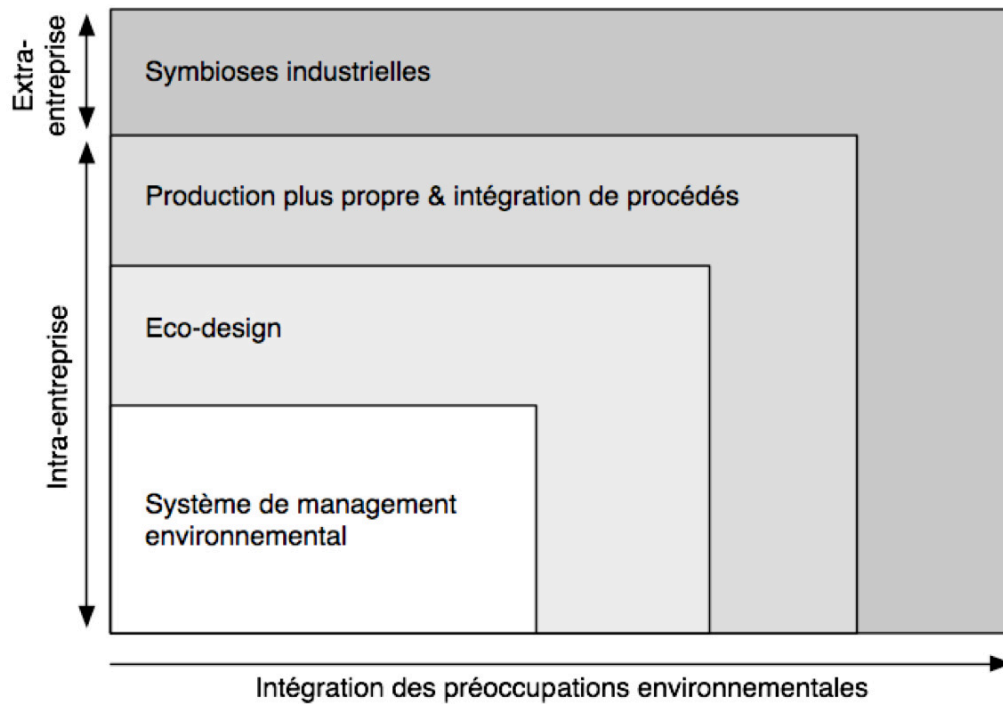 Extra-
entreprise
Symbioses industrielles
Production plus propre & intégration de procédés
Eco-design
Intra-entreprise
Système de management
environnemental
Intégration des préoccupations environnementales